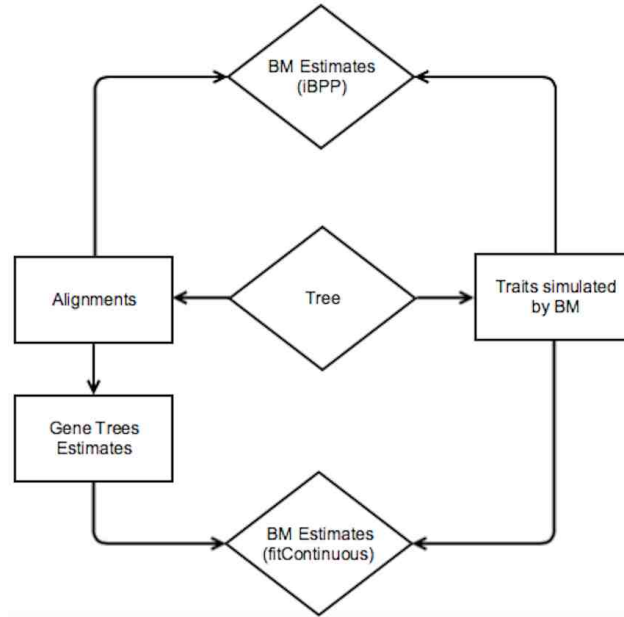 BM Estimates
(iBPP)
Alignments
Tree
Traits simulated
by BM
Gene Trees
Estimates
BM Estimates
(fitContinuous)